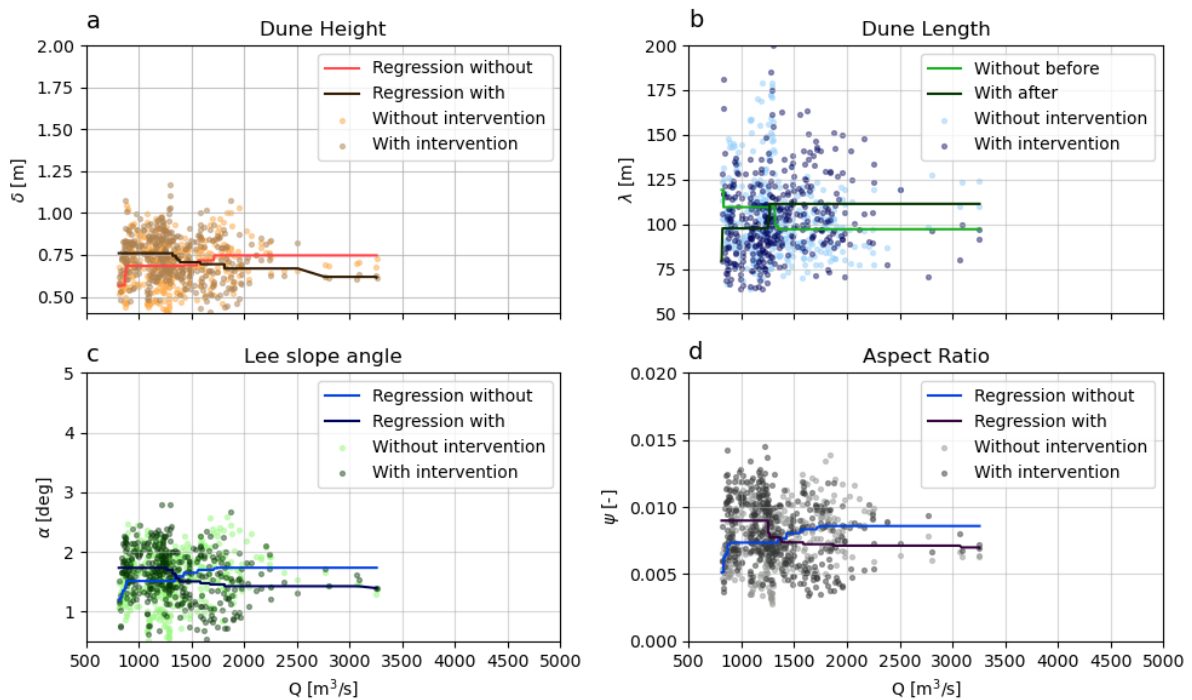 a
Dune Height
δ [m]
2.00
1.75
1.50
1.25
1.00
0.75
0.50
Regression without
Regression with
Without intervention
With intervention
b
Dune Length
λ [m]
200
175
150
125
100
75
50
Without before
With after
Without intervention
With intervention
c
Lee slope angle
α [deg]
5
4
3
2
1
Regression without
Regression with
Without intervention
With intervention
500 1000 1500 2000 2500 3000 3500 4000 4500 5000
Q [m³/s]
d
Aspect Ratio
ψ [-]
0.020
0.015
0.010
0.005
0.000
Regression without
Regression with
Without intervention
With intervention
500 1000 1500 2000 2500 3000 3500 4000 4500 5000
Q [m³/s]